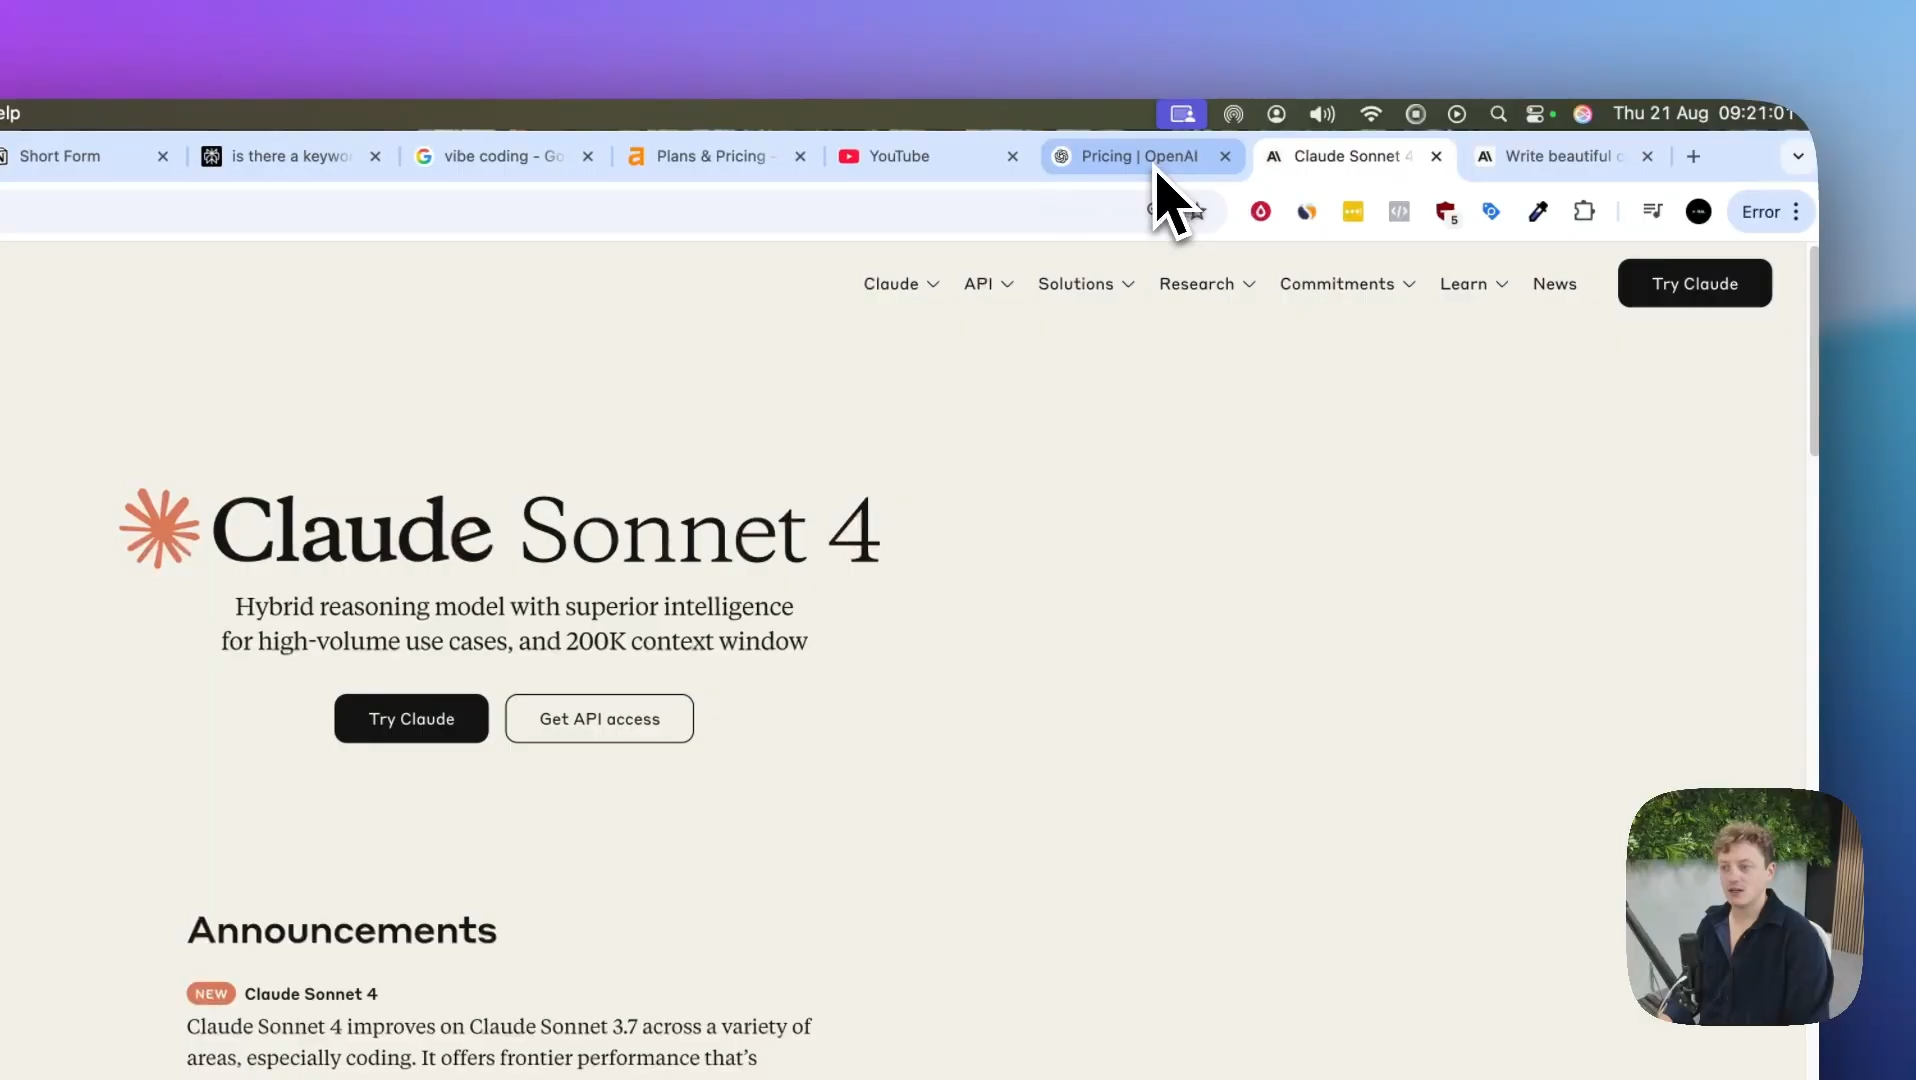 elp
Thu 21 Aug 09:21:01
Short Form
is there a keywo
vibe coding - Go
Plans & Pricing -
YouTube
Pricing | OpenAI
Claude Sonnet 4
Write beautiful c
5
Error
Claude
API
Solutions
Research
Commitments
Learn
News
Try Claude
Claude Sonnet 4
Hybrid reasoning model with superior intelligence
for high-volume use cases, and 200K context window
Try Claude
Get API access
Announcements
NEW Claude Sonnet 4
Claude Sonnet 4 improves on Claude Sonnet 3.7 across a variety of
areas, especially coding. It offers frontier performance that's